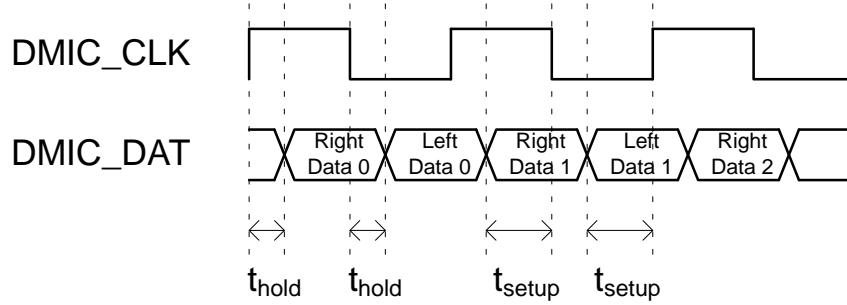 DMIC_CLK
DMIC_DAT
Right Data 0
Left Data 0
Right Data 1
Left Data 1
Right Data 2
thold
thold
tsetup
tsetup